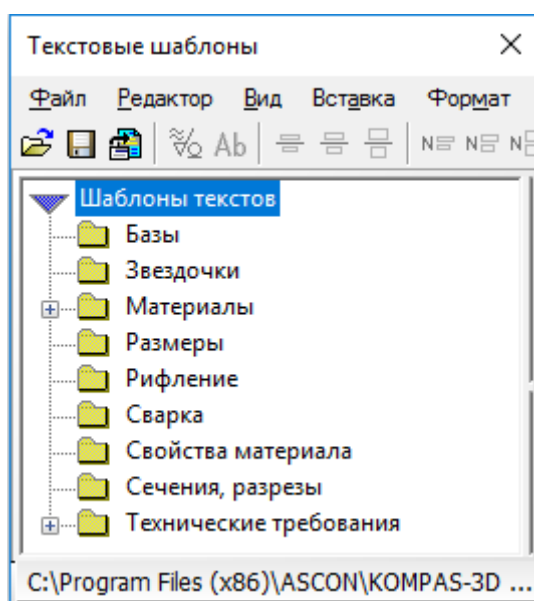 Текстовые шаблоны
Файл Редактор Вид Вставка Формат
Ab N N N
Шаблоны текстов
Базы
Звездочки
Материалы
Размеры
Рифление
Сварка
Свойства материала
Сечения, разрезы
Технические требования
C:\Program Files (x86)\ASCON\KOMPAS-3D ...